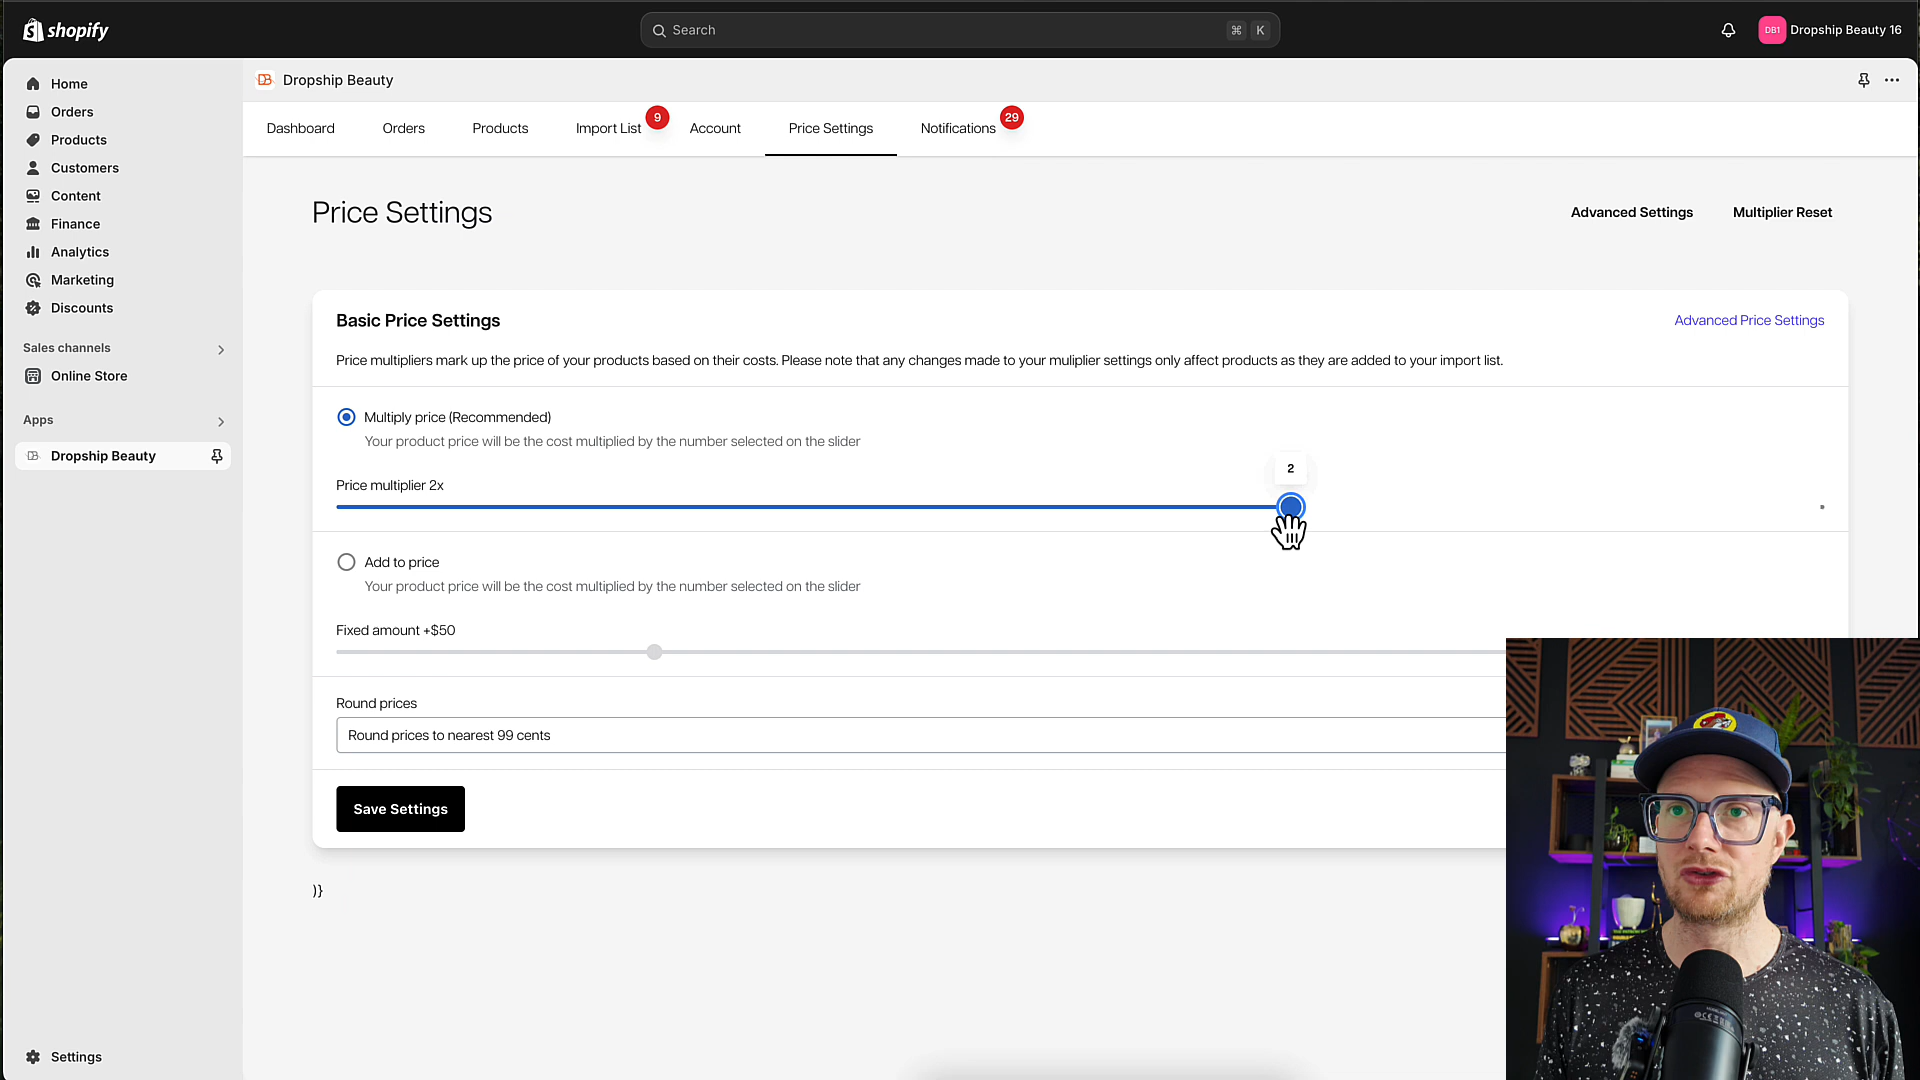 shopify
Search
⌘ K
DB1
Dropship Beauty 16
Home
Orders
Products
Customers
Content
Finance
Analytics
Marketing
Discounts
Sales channels
Online Store
Apps
Dropship Beauty
Settings
Dropship Beauty
Dashboard
Orders
Products
Import List 9
Account
Price Settings
Notifications 29
Price Settings
Advanced Settings
Multiplier Reset
Basic Price Settings
Advanced Price Settings
Price multipliers mark up the price of your products based on their costs. Please note that any changes made to your muliplier settings only affect products as they are added to your import list.
Multiply price (Recommended)
Your product price will be the cost multiplied by the number selected on the slider
2
Price multiplier 2x
Add to price
Your product price will be the cost multiplied by the number selected on the slider
Fixed amount +$50
Round prices
Round prices to nearest 99 cents
Save Settings
)}